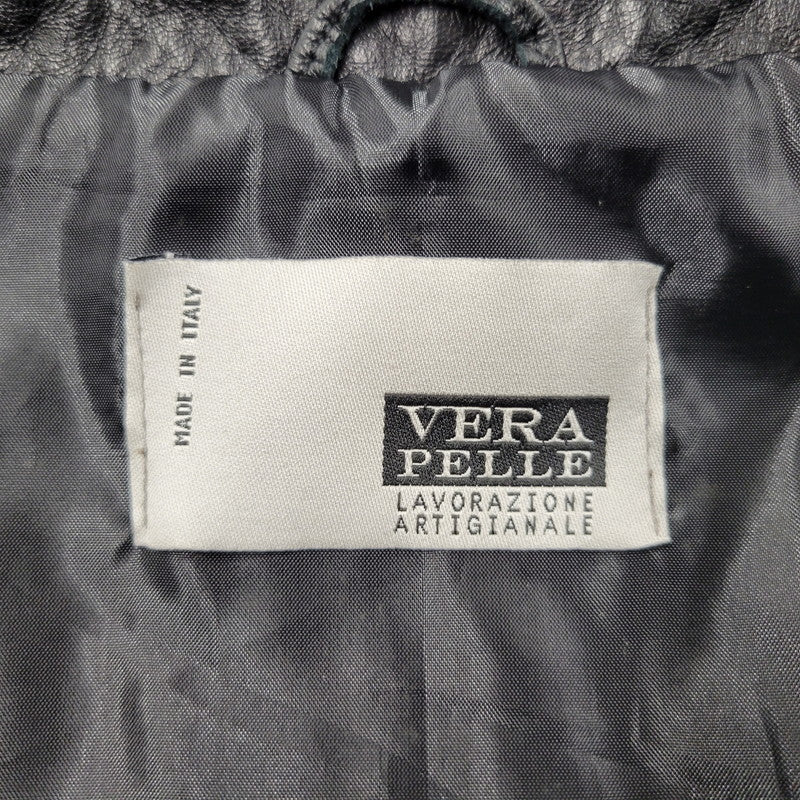 MADE IN ITALY
VERA
PELLE
LAVORAZIONE
ARTIGIANALE